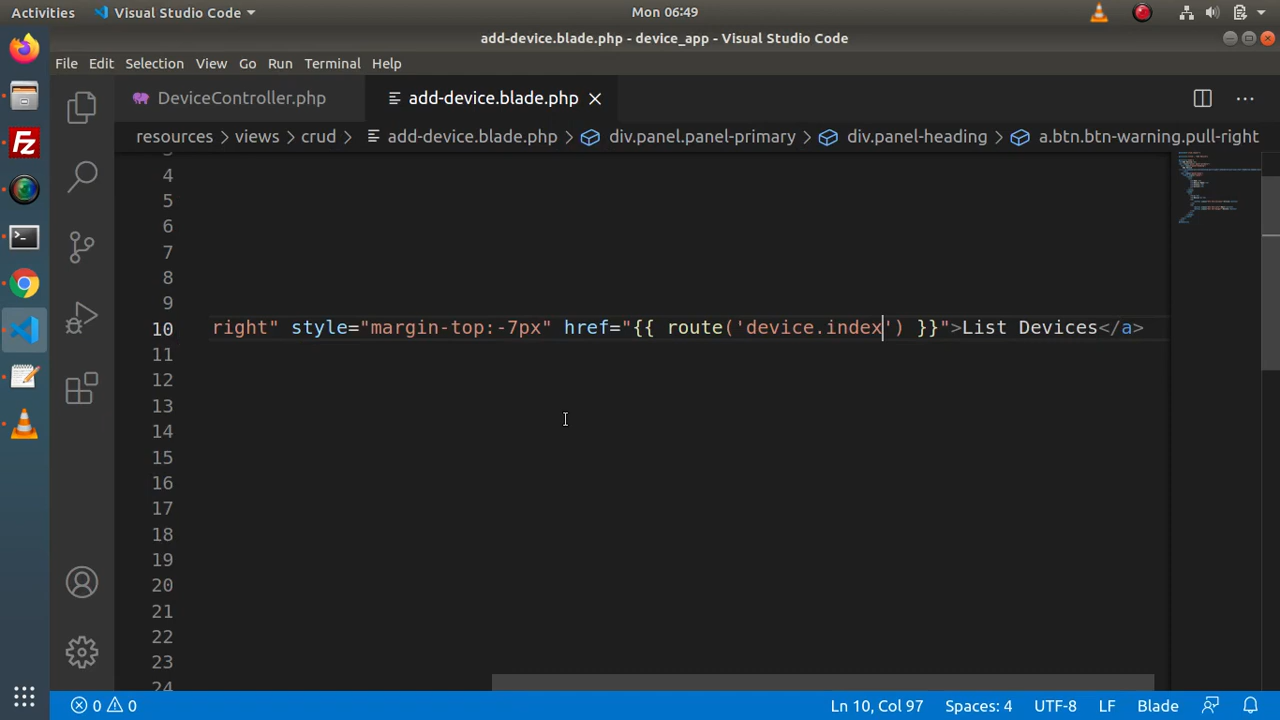 Activities Visual Studio Code Mon 06:49
add-device.blade.php - device_app - Visual Studio Code
File Edit Selection View Go Run Terminal Help
DeviceController.php add-device.blade.php
resources > views > crud > add-device.blade.php > div.panel.panel-primary > div.panel-heading > a.btn.btn-warning.pull-right
4
5
6
7
8
9
10 right" style="margin-top:-7px" href="{{ route('device.index') }}">List Devices</a>
11
12
13
14
15
16
17
18
19
20
21
22
23
24
0 0 Ln 10, Col 97 Spaces: 4 UTF-8 LF Blade